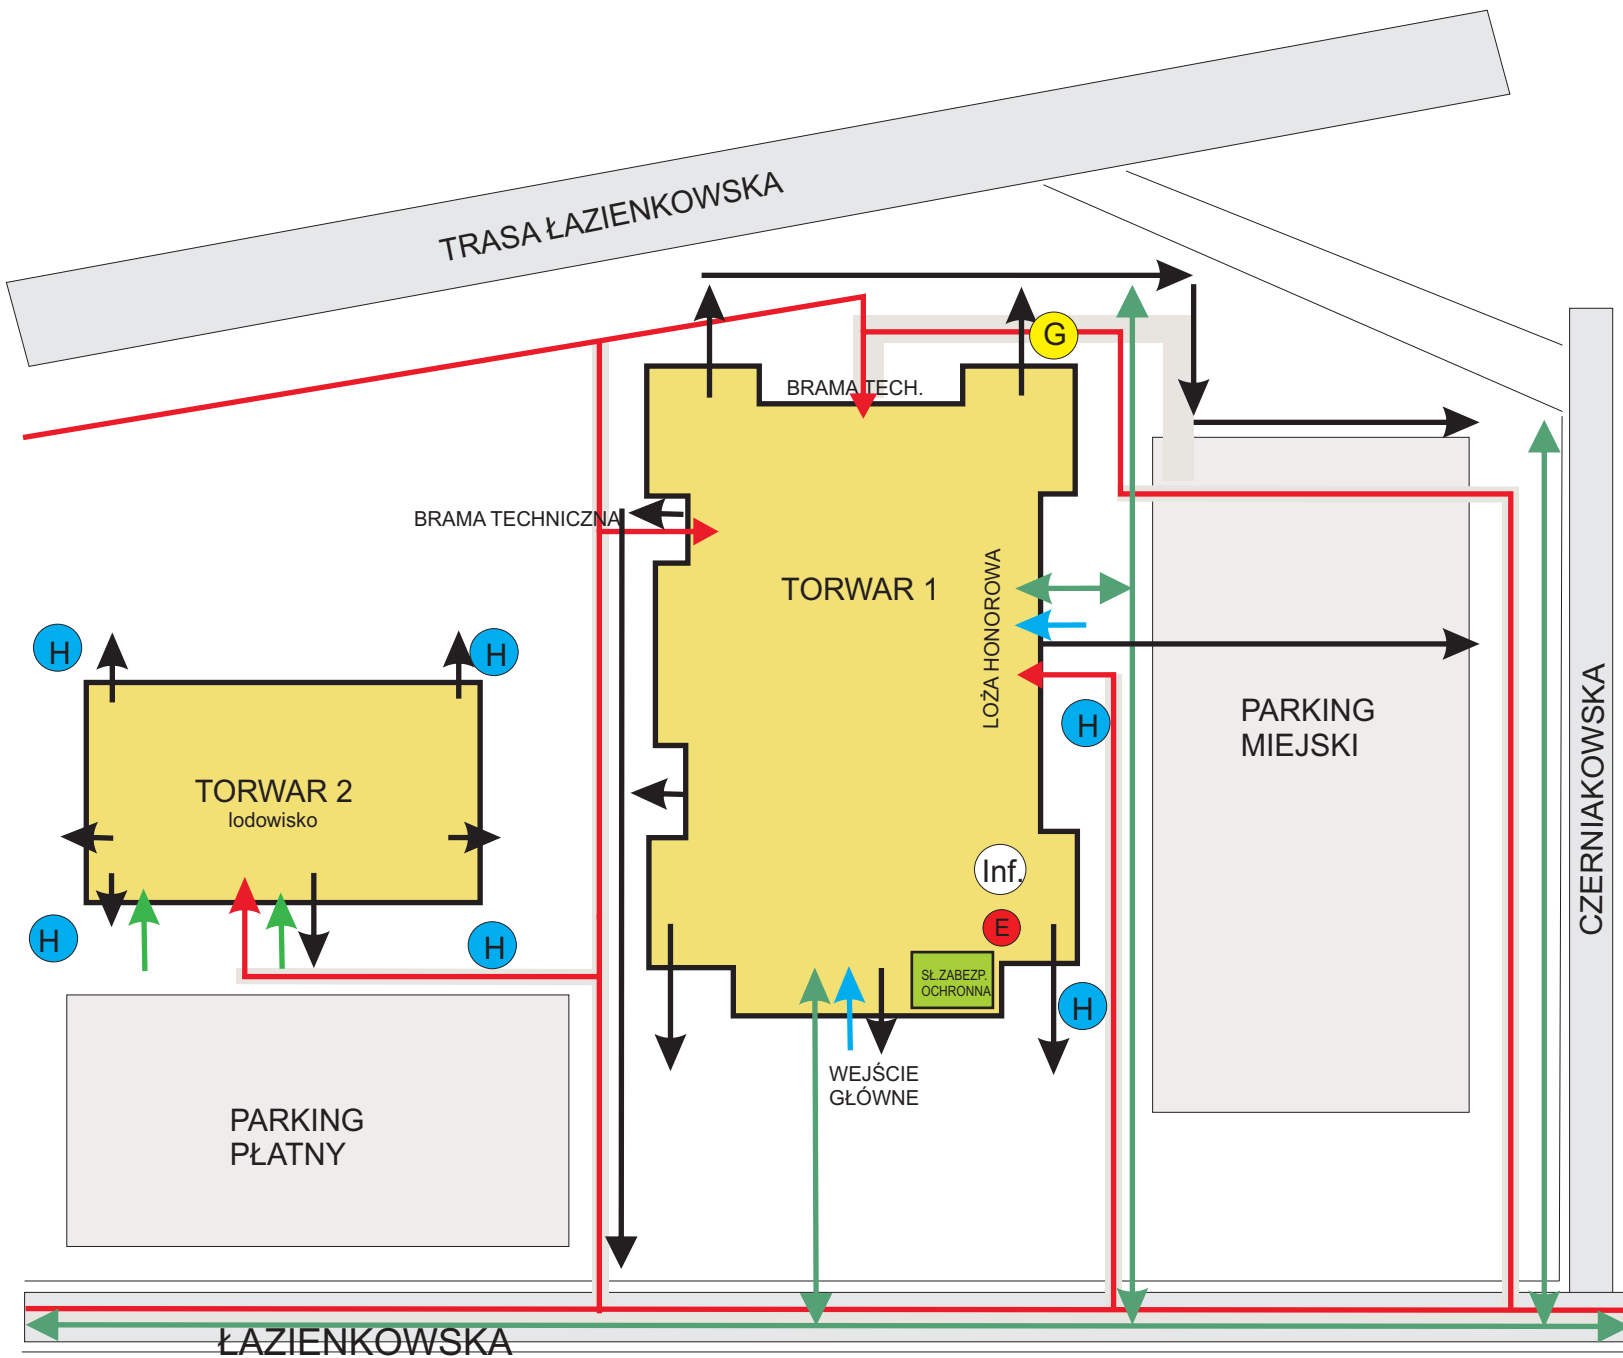 TRASA ŁAZIENKOWSKA
G
BRAMA TECH.
BRAMA TECHNICZNA
TORWAR 1
LOŻA HONOROWA
H
H
H
PARKING
MIEJSKI
CZERNIAKOWSKA
TORWAR 2
lodowisko
Inf.
E
H
H
SŁ.ZABEZP.
OCHRONNA
H
WEJŚCIE
GŁÓWNE
PARKING
PŁATNY
ŁAZIENKOWSKA